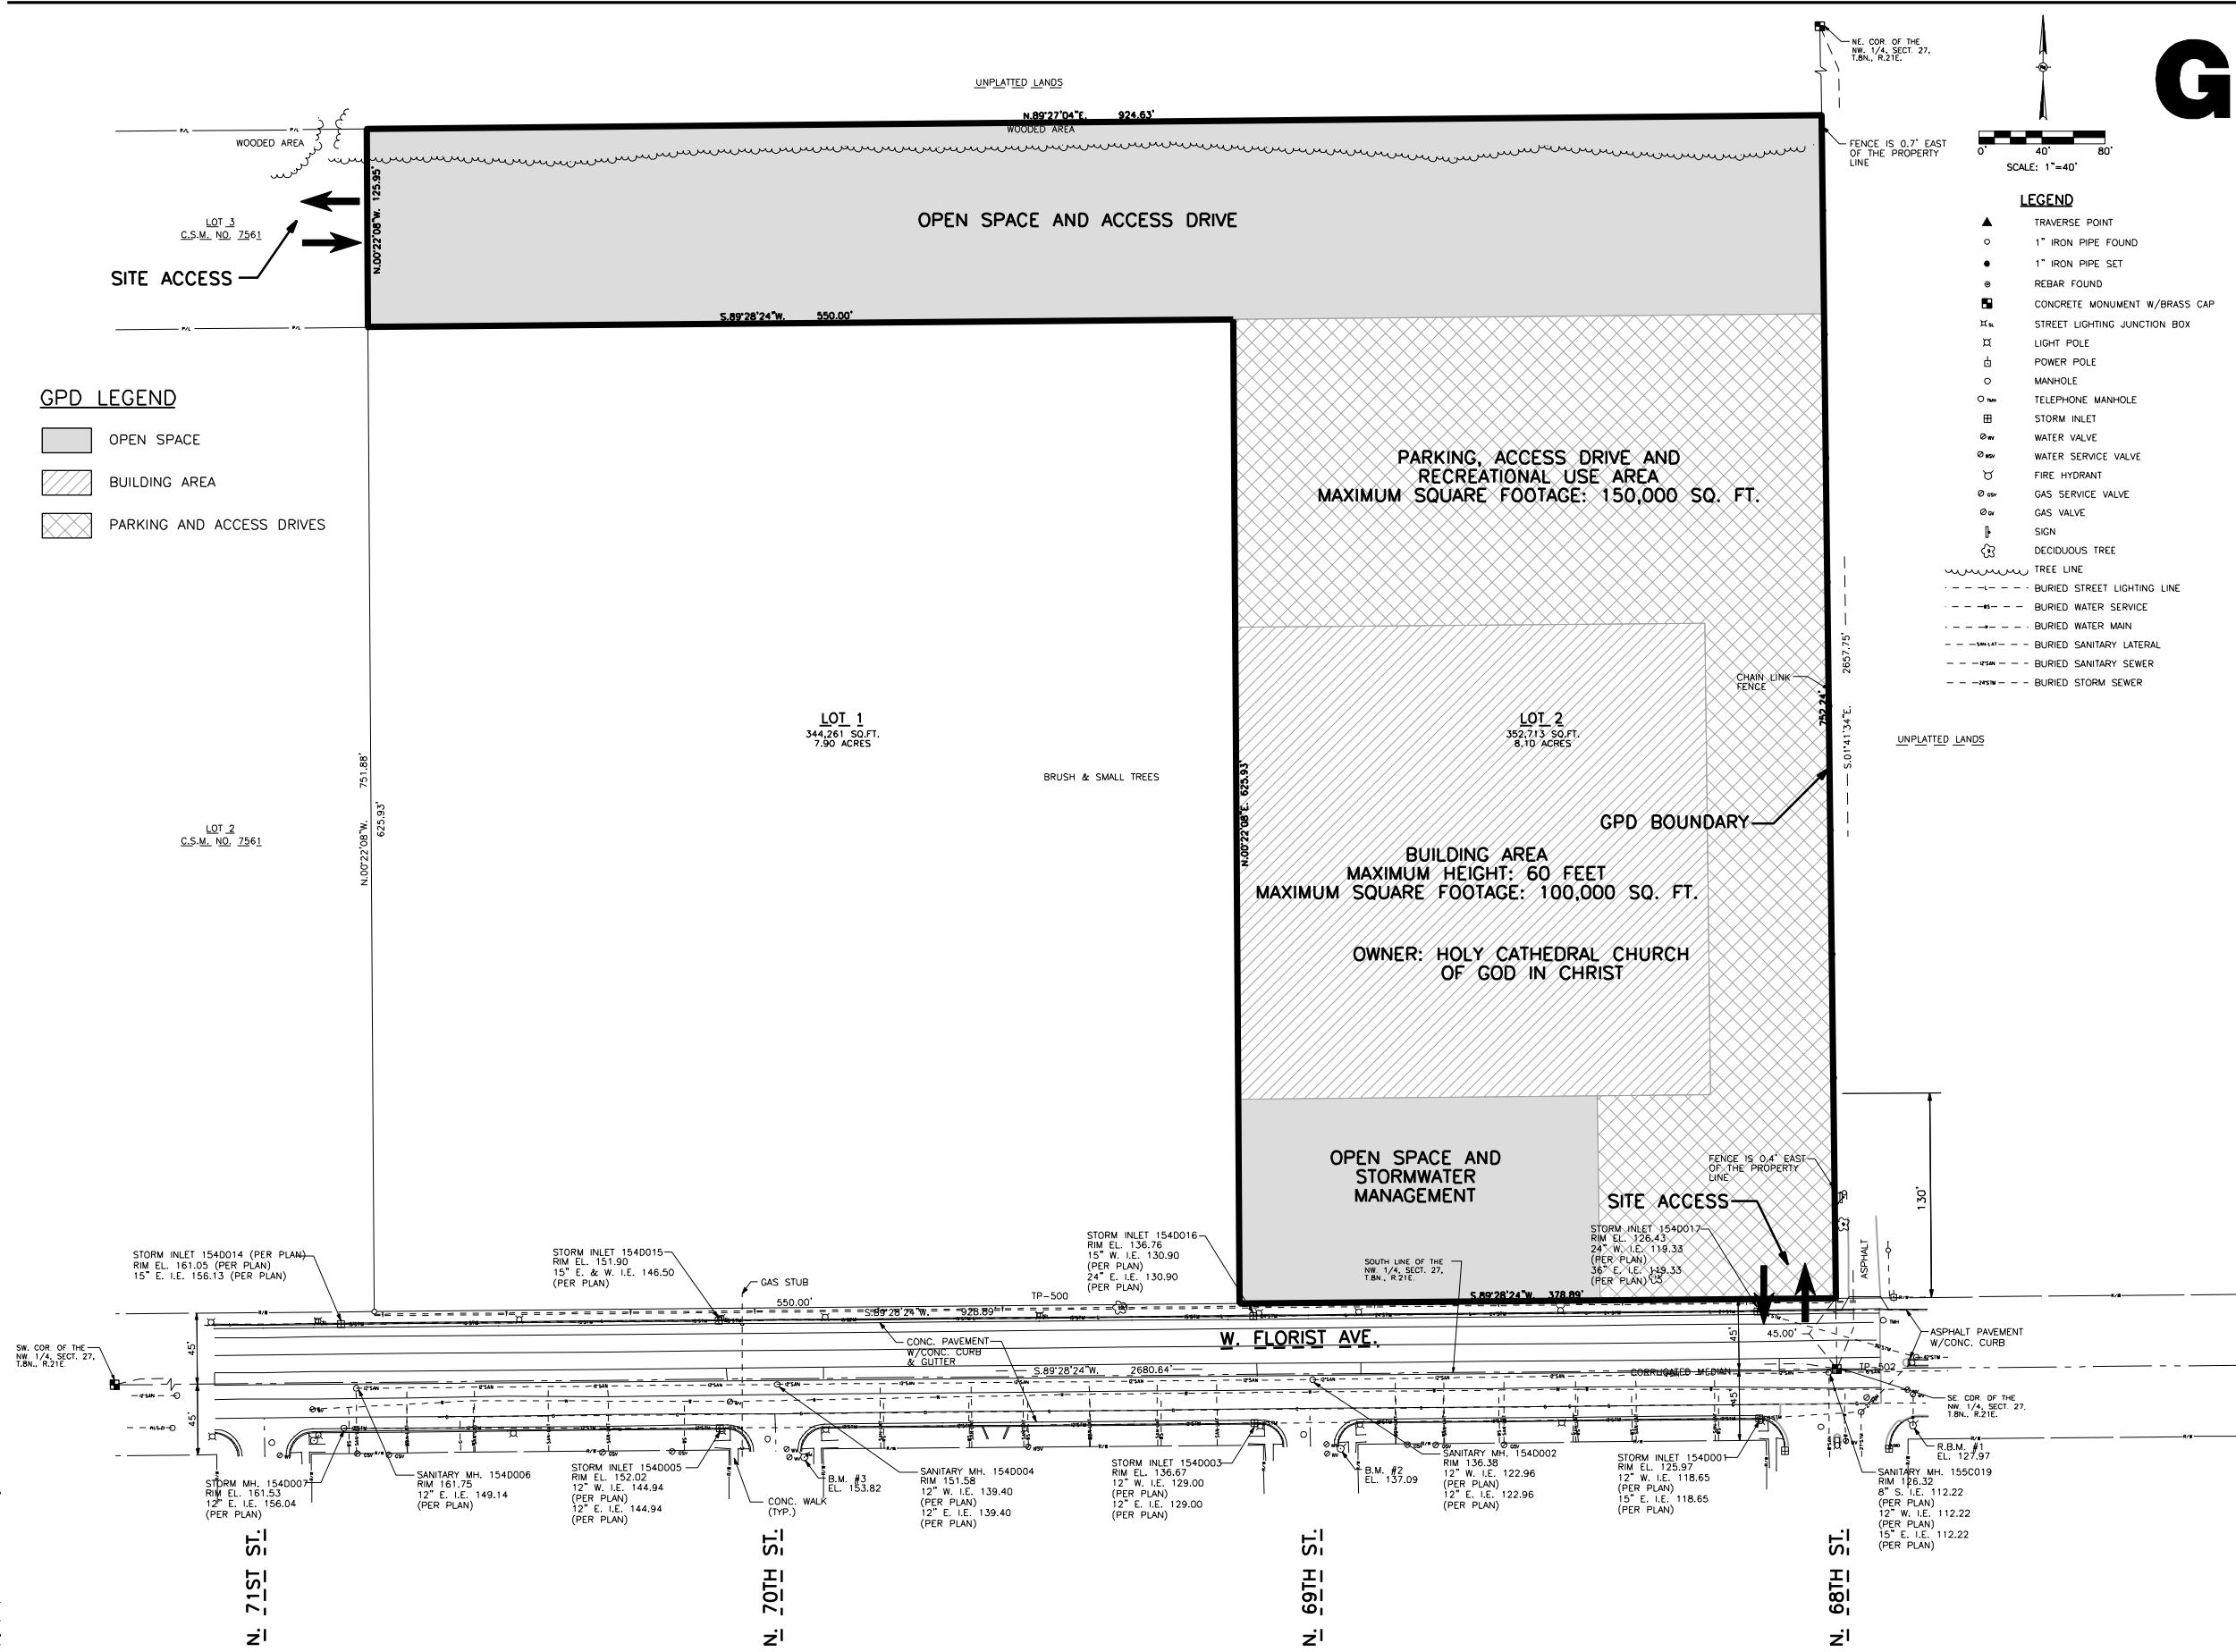 G
NE. COR. OF THE
NW. 1/4, SECT. 27,
T.8N., R.21E.
UNPLATTED LANDS
N.89°27'04"E. 924.63'
WOODED AREA
WOODED AREA
P/L
P/L
FENCE IS 0.7' EAST
OF THE PROPERTY
LINE
0' 40' 80'
SCALE: 1"=40'
N.00°22'08"W. 125.95'
LOT 3
C.S.M. NO. 7561
SITE ACCESS
OPEN SPACE AND ACCESS DRIVE
S.89°28'24"W. 550.00'
P/L
P/L
LEGEND
TRAVERSE POINT
1" IRON PIPE FOUND
1" IRON PIPE SET
REBAR FOUND
CONCRETE MONUMENT W/BRASS CAP
STREET LIGHTING JUNCTION BOX
LIGHT POLE
POWER POLE
MANHOLE
TELEPHONE MANHOLE
STORM INLET
WATER VALVE
WATER SERVICE VALVE
FIRE HYDRANT
GAS SERVICE VALVE
GAS VALVE
SIGN
DECIDUOUS TREE
TREE LINE
BURIED STREET LIGHTING LINE
BURIED WATER SERVICE
BURIED WATER MAIN
BURIED SANITARY LATERAL
BURIED SANITARY SEWER
BURIED STORM SEWER
GPD LEGEND
OPEN SPACE
BUILDING AREA
PARKING AND ACCESS DRIVES
PARKING, ACCESS DRIVE AND
RECREATIONAL USE AREA
MAXIMUM SQUARE FOOTAGE: 150,000 SQ. FT.
CHAIN LINK
FENCE
752.24'
S.01°41'34"E. 2657.75'
UNPLATTED LANDS
LOT 1
344,261 SQ.FT.
7.90 ACRES
LOT 2
352,713 SQ.FT.
8.10 ACRES
BRUSH & SMALL TREES
N.00°22'08"W. 751.88'
625.93'
N.00°22'08"E. 625.93'
LOT 2
C.S.M. NO. 7561
GPD BOUNDARY
BUILDING AREA
MAXIMUM HEIGHT: 60 FEET
MAXIMUM SQUARE FOOTAGE: 100,000 SQ. FT.
OWNER: HOLY CATHEDRAL CHURCH
OF GOD IN CHRIST
OPEN SPACE AND
STORMWATER
MANAGEMENT
FENCE IS 0.4' EAST
OF THE PROPERTY
LINE
SITE ACCESS
130'
ASPHALT
STORM INLET 154D014 (PER PLAN)
RIM EL. 161.05 (PER PLAN)
15" E. I.E. 156.13 (PER PLAN)
STORM INLET 154D015
RIM EL. 151.90
15" E. & W. I.E. 146.50
(PER PLAN)
GAS STUB
STORM INLET 154D016
RIM EL. 136.76
15" W. I.E. 130.90
(PER PLAN)
24" E. I.E. 130.90
(PER PLAN)
SOUTH LINE OF THE
NW. 1/4, SECT. 27,
T.8N., R.21E.
STORM INLET 154D017
RIM EL. 126.43
24" W. I.E. 119.33
(PER PLAN)
36" E. I.E. 119.33
(PER PLAN)
550.00'
TP-500
S.89°28'24"W. 928.89'
S.89°28'24"W. 378.89'
CONC. PAVEMENT
W/CONC. CURB
& GUTTER
W. FLORIST AVE.
45'
45.00'
ASPHALT PAVEMENT
W/CONC. CURB
SW. COR. OF THE
NW. 1/4, SECT. 27,
T.8N., R.21E.
45'
45'
45'
S.89°28'24"W. 2680.64'
CORRUGATED MEDIAN
TP-502
SE. COR. OF THE
NW. 1/4, SECT. 27,
T.8N., R.21E.
STORM MH. 154D007
RIM EL. 161.53
12" E. I.E. 156.04
(PER PLAN)
SANITARY MH. 154D006
RIM 161.75
12" E. I.E. 149.14
(PER PLAN)
STORM INLET 154D005
RIM EL. 152.02
12" W. I.E. 144.94
(PER PLAN)
12" E. I.E. 144.94
(PER PLAN)
CONC. WALK
(TYP.)
B.M. #3
EL. 153.82
SANITARY MH. 154D004
RIM 151.58
12" W. I.E. 139.40
(PER PLAN)
12" E. I.E. 139.40
(PER PLAN)
STORM INLET 154D003
RIM EL. 136.67
12" W. I.E. 129.00
(PER PLAN)
12" E. I.E. 129.00
(PER PLAN)
B.M. #2
EL. 137.09
SANITARY MH. 154D002
RIM 136.38
12" W. I.E. 122.96
(PER PLAN)
12" E. I.E. 122.96
(PER PLAN)
STORM INLET 154D001
RIM EL. 125.97
12" W. I.E. 118.65
(PER PLAN)
15" E. I.E. 118.65
(PER PLAN)
R.B.M. #1
EL. 127.97
SANITARY MH. 155C019
RIM 126.32
8" S. I.E. 112.22
(PER PLAN)
12" W. I.E. 112.22
(PER PLAN)
15" E. I.E. 112.22
(PER PLAN)
N. 71ST ST.
N. 70TH ST.
N. 69TH ST.
N. 68TH ST.